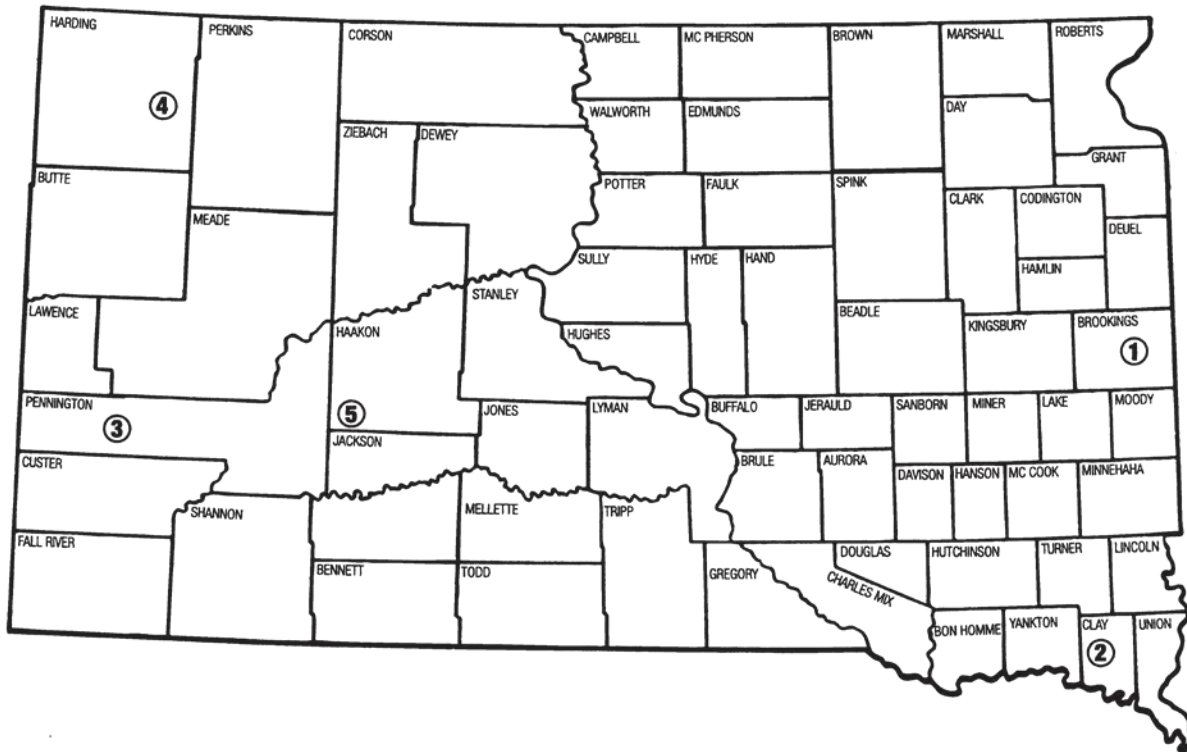 HARDING
PERKINS
CORSON
CAMPBELL
MC PHERSON
BROWN
MARSHALL
ROBERTS
④
WALWORTH
EDMUNDS
DAY
ZIEBACH
DEWEY
GRANT
BUTTE
POTTER
FAULK
SPINK
CLARK
CODINGTON
MEADE
DEUEL
SULLY
HYDE
HAND
HAMLIN
STANLEY
LAWENCE
HAAKON
HUGHES
BEADLE
KINGSBURY
BROOKINGS
①
PENNINGTON
③
⑤
JONES
LYMAN
BUFFALO
JERAULD
SANBORN
MINER
LAKE
MOODY
JACKSON
CUSTER
BRULE
AURORA
DAVISON
HANSON
MC COOK
MINNEHAHA
SHANNON
MELLETTE
TRIPP
FALL RIVER
BENNETT
TODD
GREGORY
DOUGLAS
HUTCHINSON
TURNER
LINCOLN
CHARLES MIX
BON HOMME
YANKTON
CLAY
UNION
②